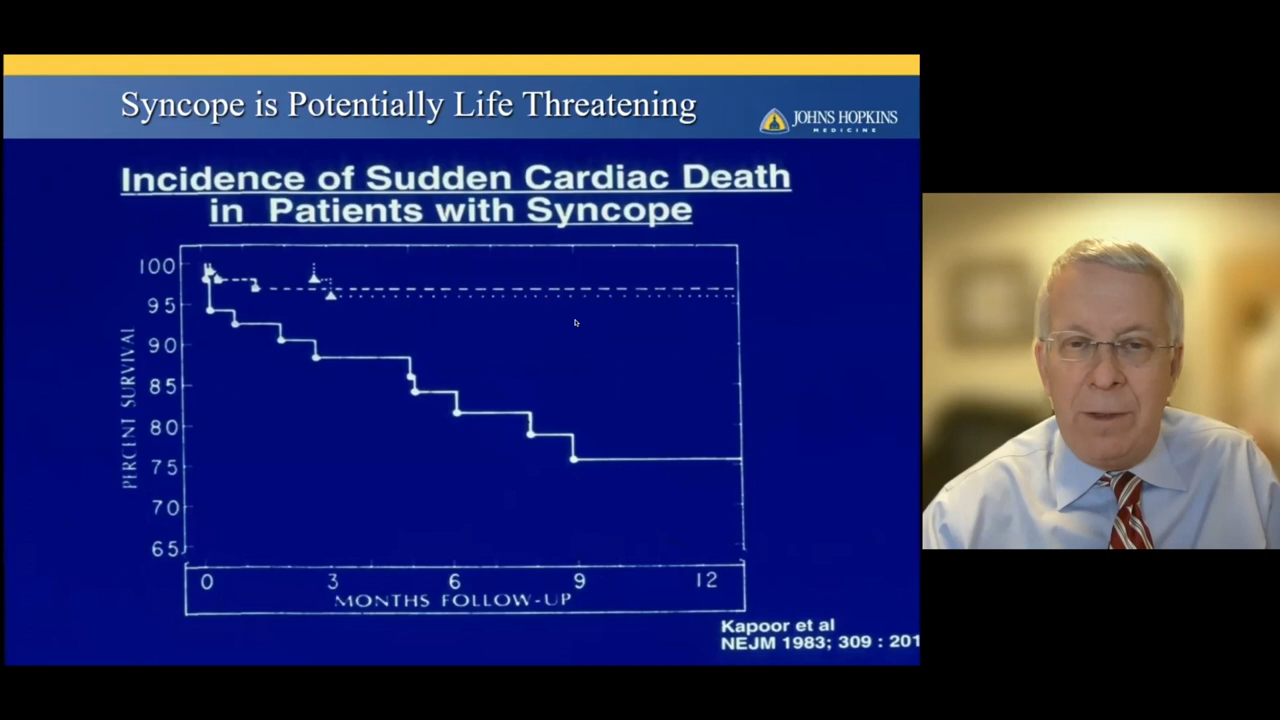 Syncope is Potentially Life Threatening
JOHNS HOPKINS
MEDICINE
Incidence of Sudden Cardiac Death
in Patients with Syncope
PERCENT SURVIVAL
100
95
90
85
80
75
70
65
0 3 6 9 12
MONTHS FOLLOW-UP
Kapoor et al
NEJM 1983; 309 : 201